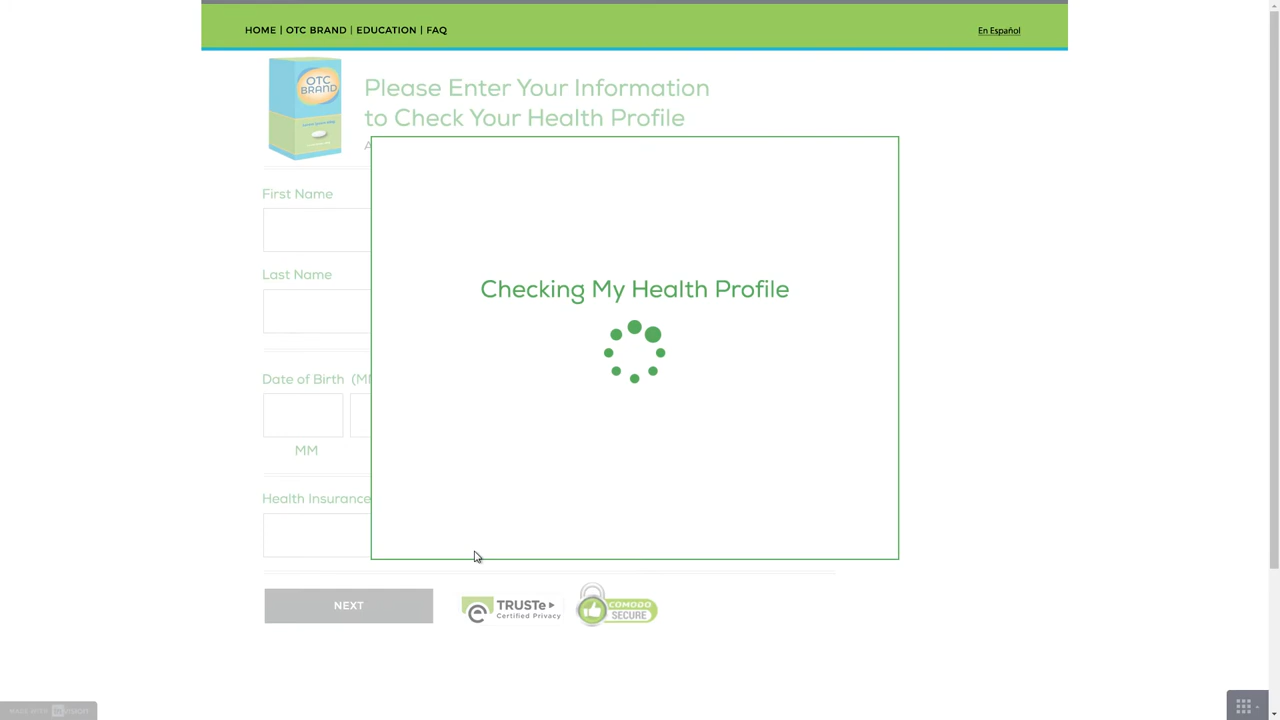 HOME | OTC BRAND | EDUCATION | FAQ
En Español
OTC
BRAND
Please Enter Your Information
to Check Your Health Profile
A
First Name
Last Name
Checking My Health Profile
Date of Birth (MM
MM
Health Insurance
NEXT
TRUSTe
Certified Privacy
COMODO
SECURE